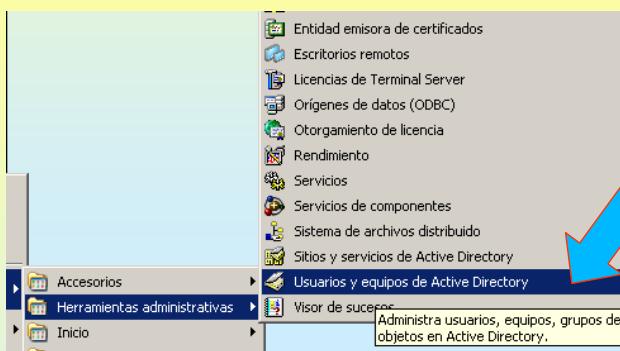 Entidad emisora de certificados
Escritorios remotos
Licencias de Terminal Server
Orígenes de datos (ODBC)
Otorgamiento de licencia
Rendimiento
Servicios
Servicios de componentes
Sistema de archivos distribuido
Sitios y servicios de Active Directory
Usuarios y equipos de Active Directory
Visor de sucesos
Administra usuarios, equipos, grupos de
objetos en Active Directory.
Accesorios
Herramientas administrativas
Inicio